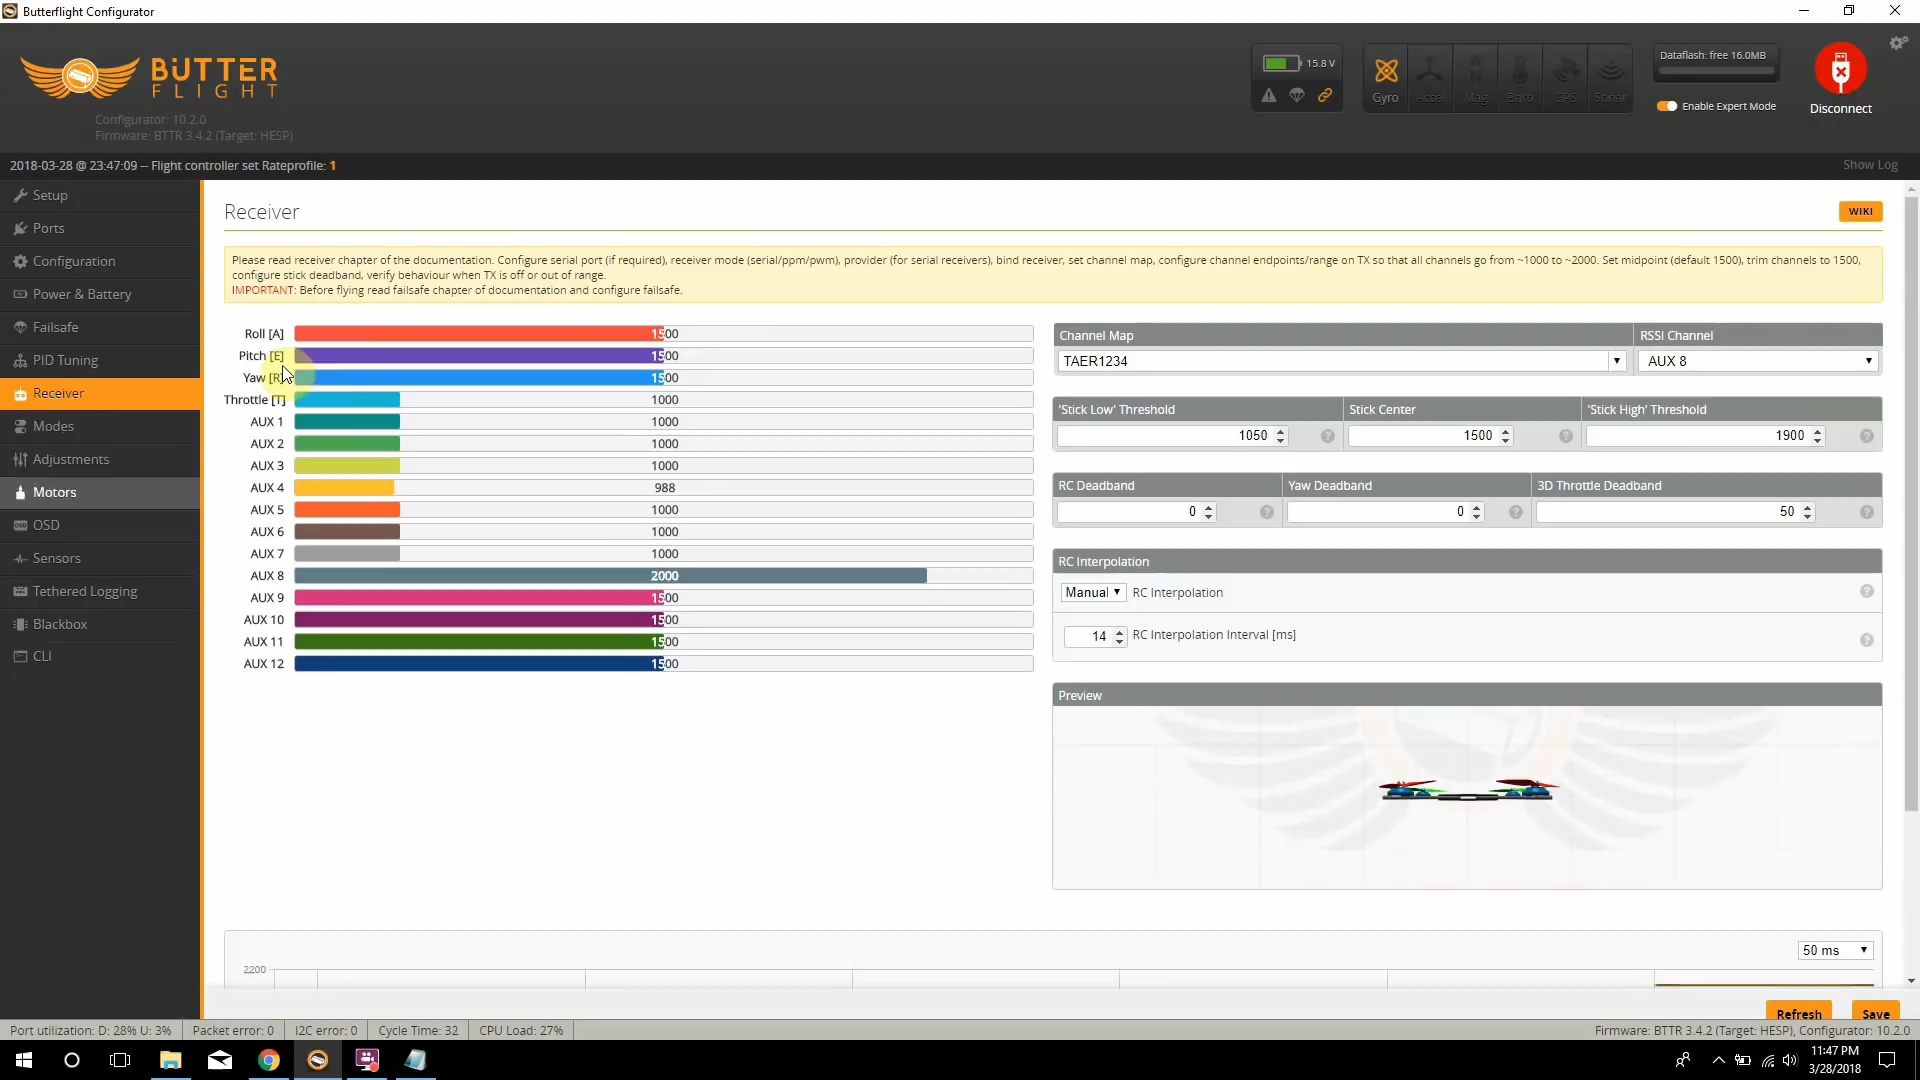 Butterflight Configurator
BUTTER
FLIGHT
Configurator: 10.2.0
Firmware: BTTR 3.4.2 (Target: HESP)
15.8 V
Gyro
Accel
Mag
Baro
GPS
Sonar
Dataflash: free 16.0MB
Enable Expert Mode
Disconnect
2018-03-28 @ 23:47:09 -- Flight controller set Rateprofile: 1
Show Log
Setup
Ports
Configuration
Power & Battery
Failsafe
PID Tuning
Receiver
Modes
Adjustments
Motors
OSD
Sensors
Tethered Logging
Blackbox
CLI
Receiver
WIKI
Please read receiver chapter of the documentation. Configure serial port (if required), receiver mode (serial/ppm/pwm), provider (for serial receivers), bind receiver, set channel map, configure channel endpoints/range on TX so that all channels go from ~1000 to ~2000. Set midpoint (default 1500), trim channels to 1500,
configure stick deadband, verify behaviour when TX is off or out of range.
IMPORTANT: Before flying read failsafe chapter of documentation and configure failsafe.
Roll [A] 1500
Pitch [E] 1500
Yaw [R] 1500
Throttle [T] 1000
AUX 1 1000
AUX 2 1000
AUX 3 1000
AUX 4 988
AUX 5 1000
AUX 6 1000
AUX 7 1000
AUX 8 2000
AUX 9 1500
AUX 10 1500
AUX 11 1500
AUX 12 1500
Channel Map RSSI Channel
TAER1234 AUX 8
'Stick Low' Threshold Stick Center 'Stick High' Threshold
1050 1500 1900
RC Deadband Yaw Deadband 3D Throttle Deadband
0 0 50
RC Interpolation
Manual RC Interpolation
14 RC Interpolation Interval [ms]
Preview
50 ms
2200
Refresh Save
Port utilization: D: 28% U: 3% Packet error: 0 I2C error: 0 Cycle Time: 32 CPU Load: 27% Firmware: BTTR 3.4.2 (Target: HESP), Configurator: 10.2.0
11:47 PM
3/28/2018